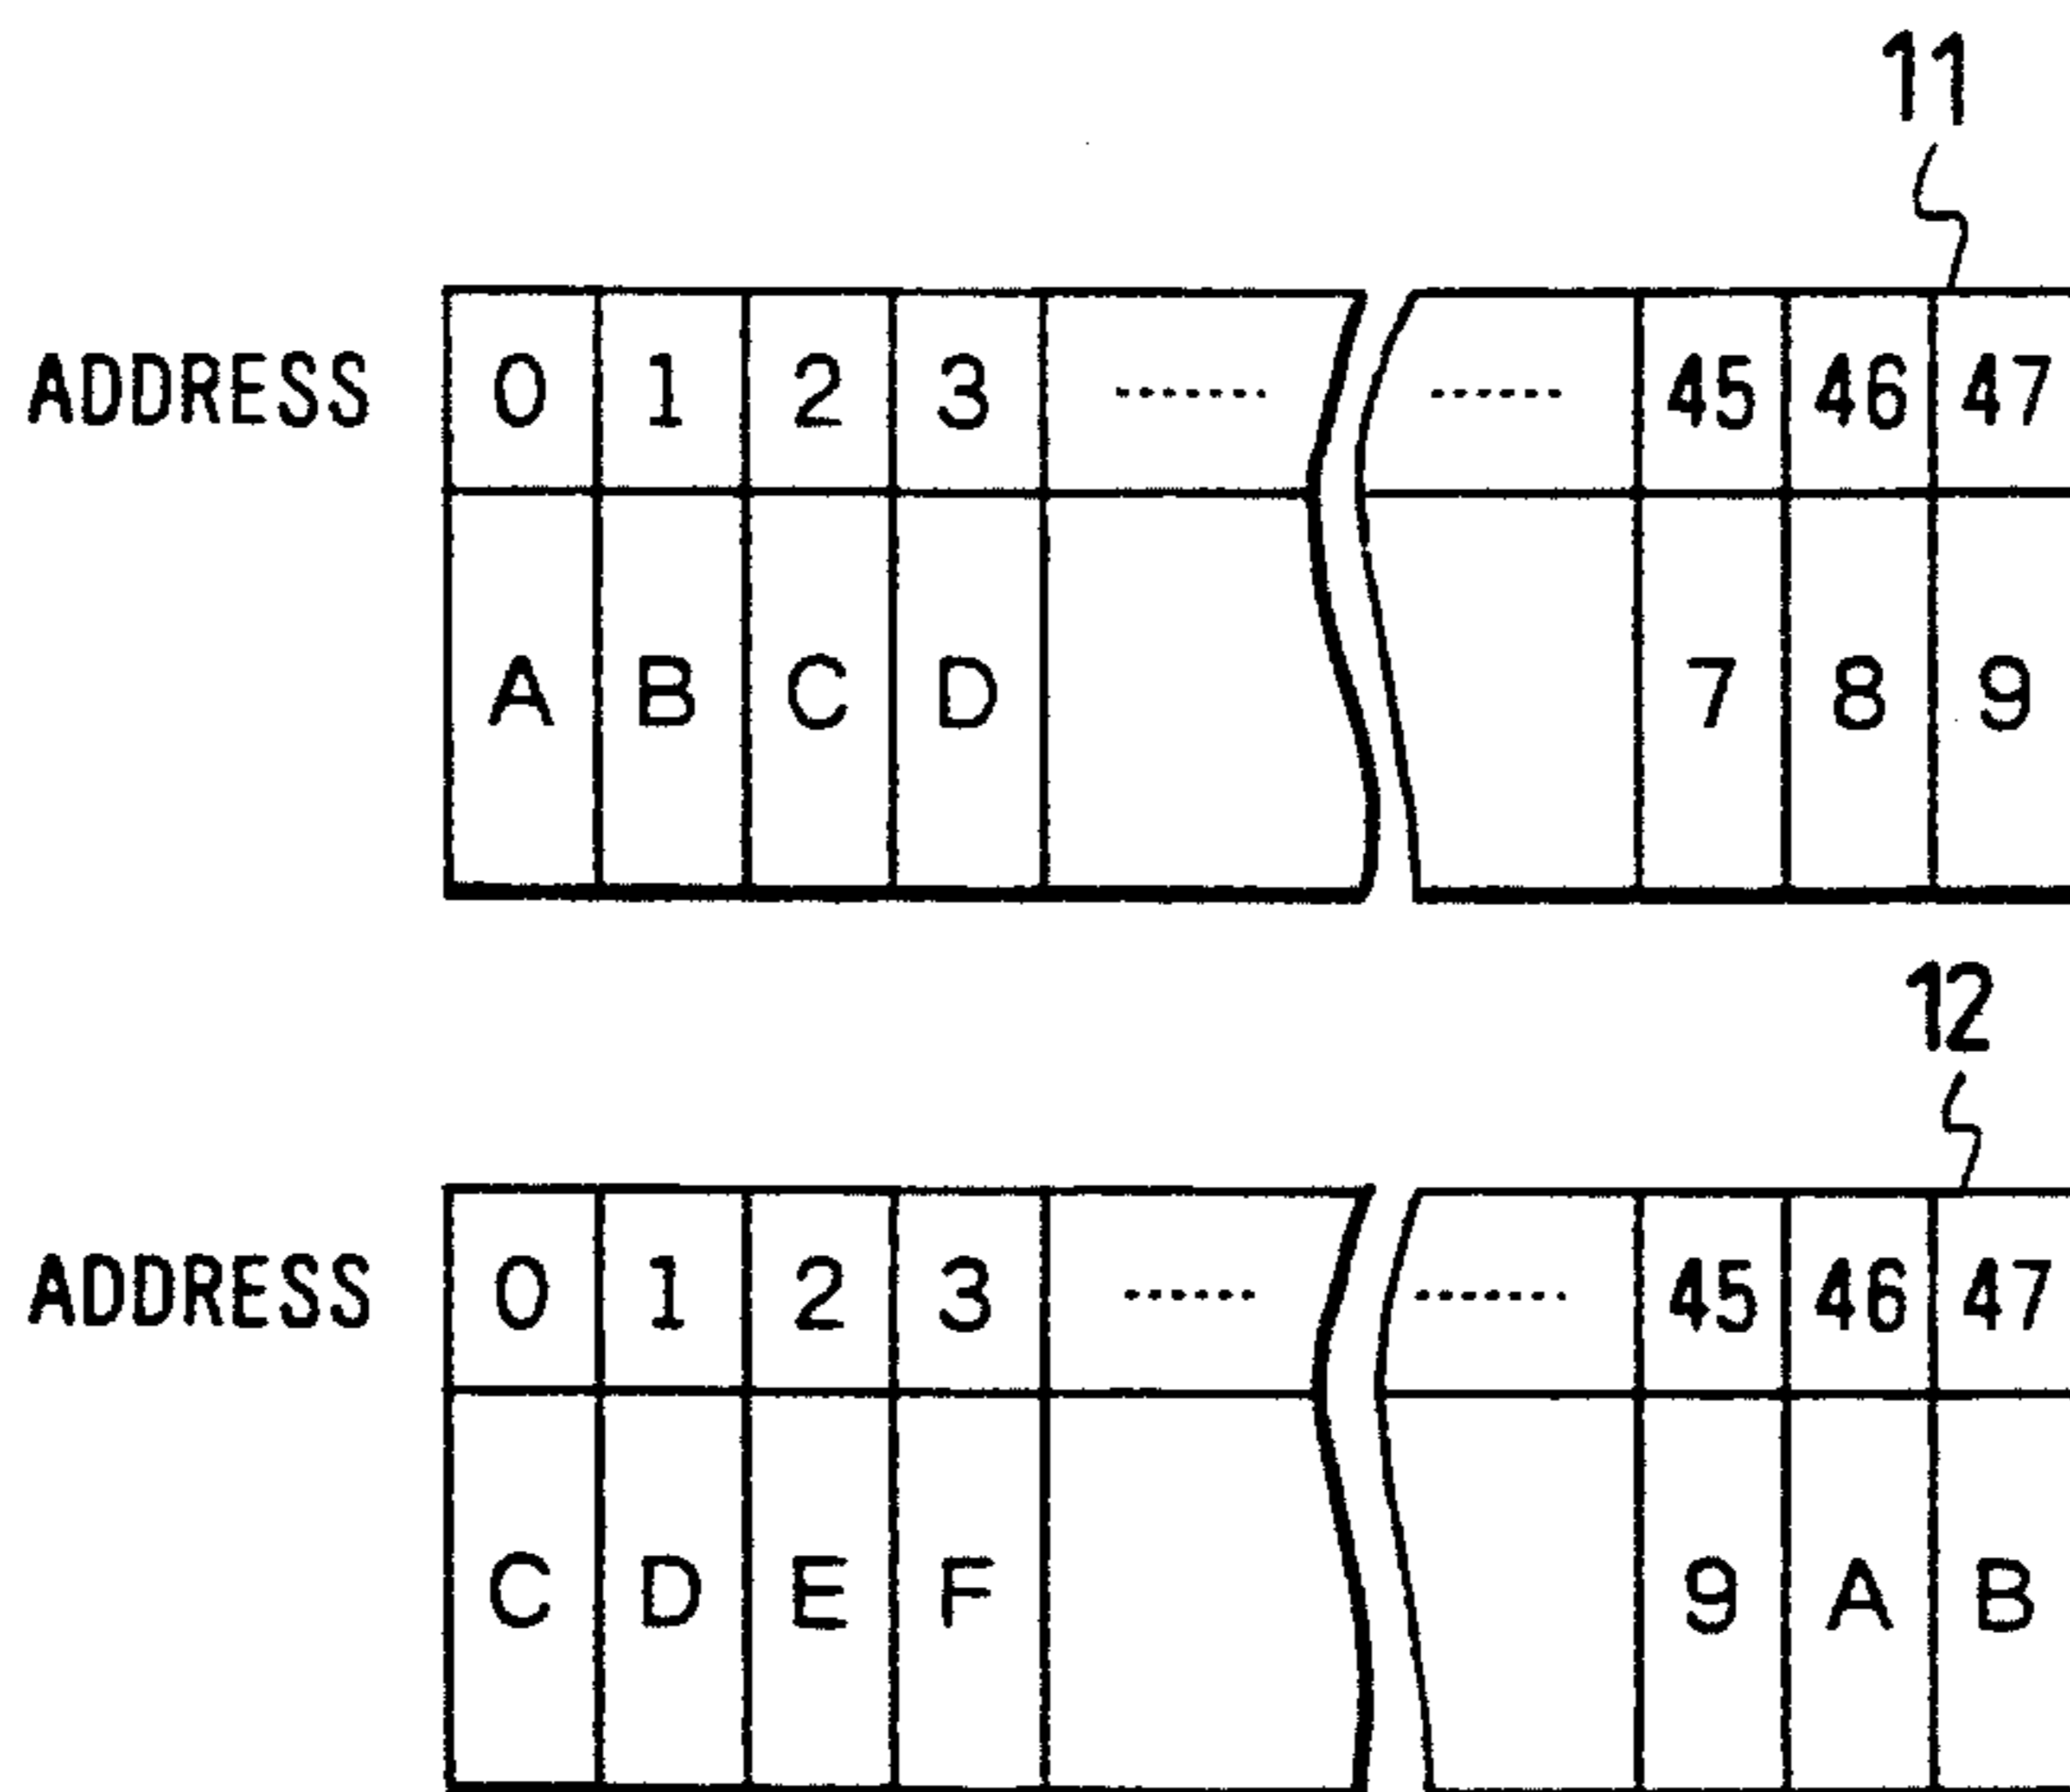 11
ADDRESS 0 1 2 3 ------- ------ 45 46 47
A B C D 7 8 9
12
ADDRESS 0 1 2 3 ------ ------- 45 46 47
C D E F 9 A B